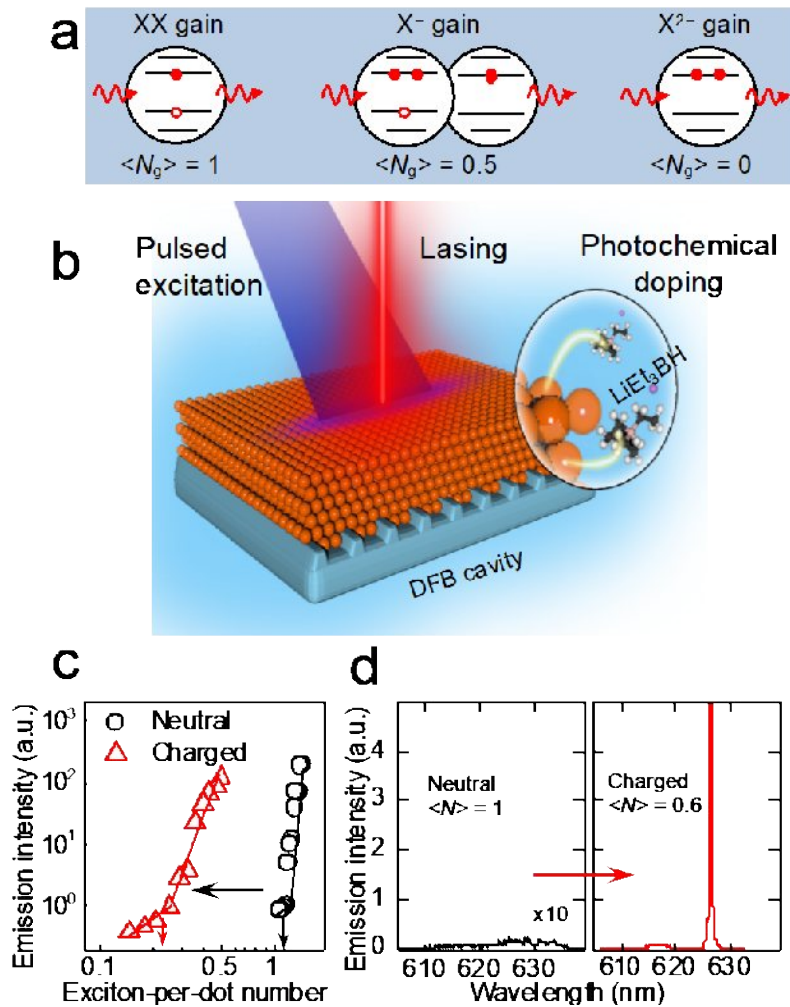 a
XX gain
X⁻ gain
X²⁻ gain
<Ng> = 1
<Ng> = 0.5
<Ng> = 0
b
Pulsed
excitation
Lasing
Photochemical
doping
LiEt₃BH
DFB cavity
c
Emission intensity (a.u.)
10³
10²
10¹
10⁰
Neutral
Charged
0.1
0.5
1
Exciton-per-dot number
d
Emission intensity (a.u.)
4
3
2
1
0
Neutral
<N> = 1
x10
Charged
<N> = 0.6
610
620
630
610
620
630
Wavelength (nm)